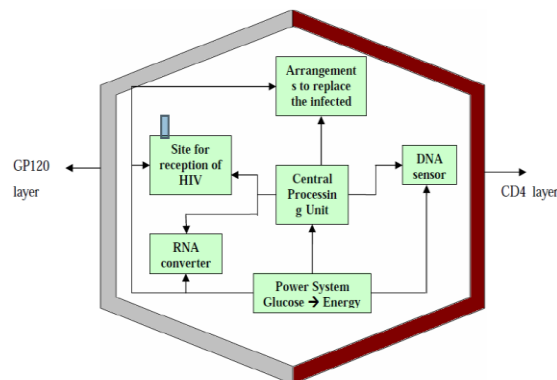 Arrangement
s to replace
the infected
Site for
reception of
HIV
DNA
sensor
GP120
layer
Central
Processin
g Unit
CD4 layer
RNA
converter
Power System
Glucose → Energy